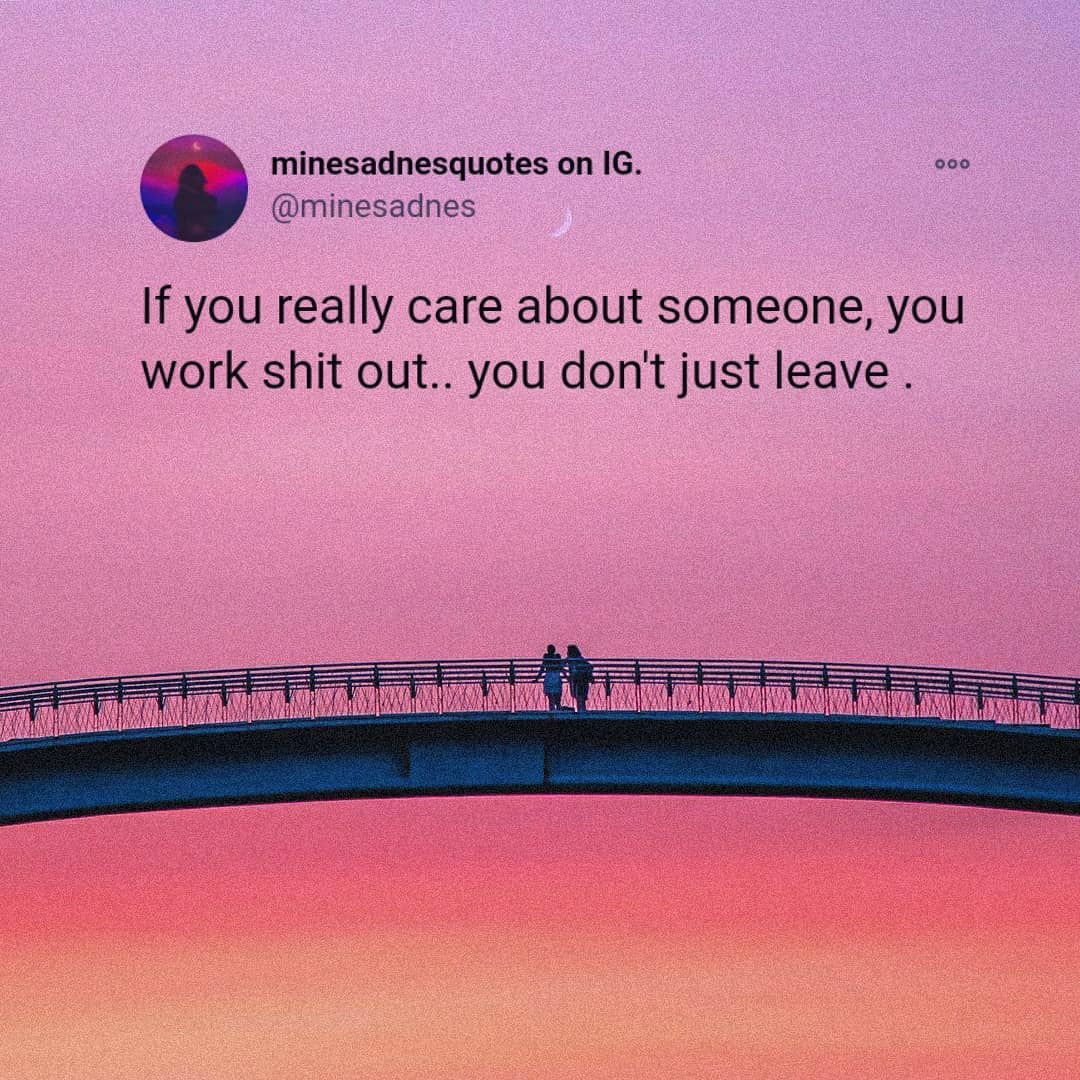 minesadnesquotes on IG.
@minesadnes
If you really care about someone, you
work shit out.. you don't just leave .